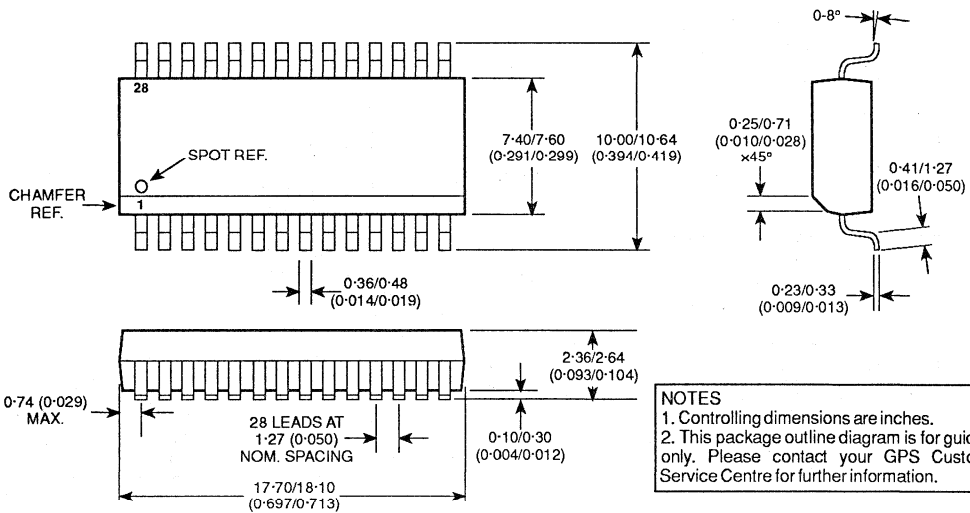 0-8°
28
7·40/7·60
(0·291/0·299)
10·00/10·64
(0·394/0·419)
0·25/0·71
(0·010/0·028)
×45°
SPOT REF.
0·41/1·27
(0·016/0·050)
CHAMFER
REF.
1
0·36/0·48
(0·014/0·019)
0·23/0·33
(0·009/0·013)
2·36/2·64
(0·093/0·104)
0·74 (0·029)
MAX.
28 LEADS AT
1·27 (0·050)
NOM. SPACING
0·10/0·30
(0·004/0·012)
17·70/18·10
(0·697/0·713)
NOTES
1. Controlling dimensions are inches.
2. This package outline diagram is for
only. Please contact your GPS
Service Centre for further information.